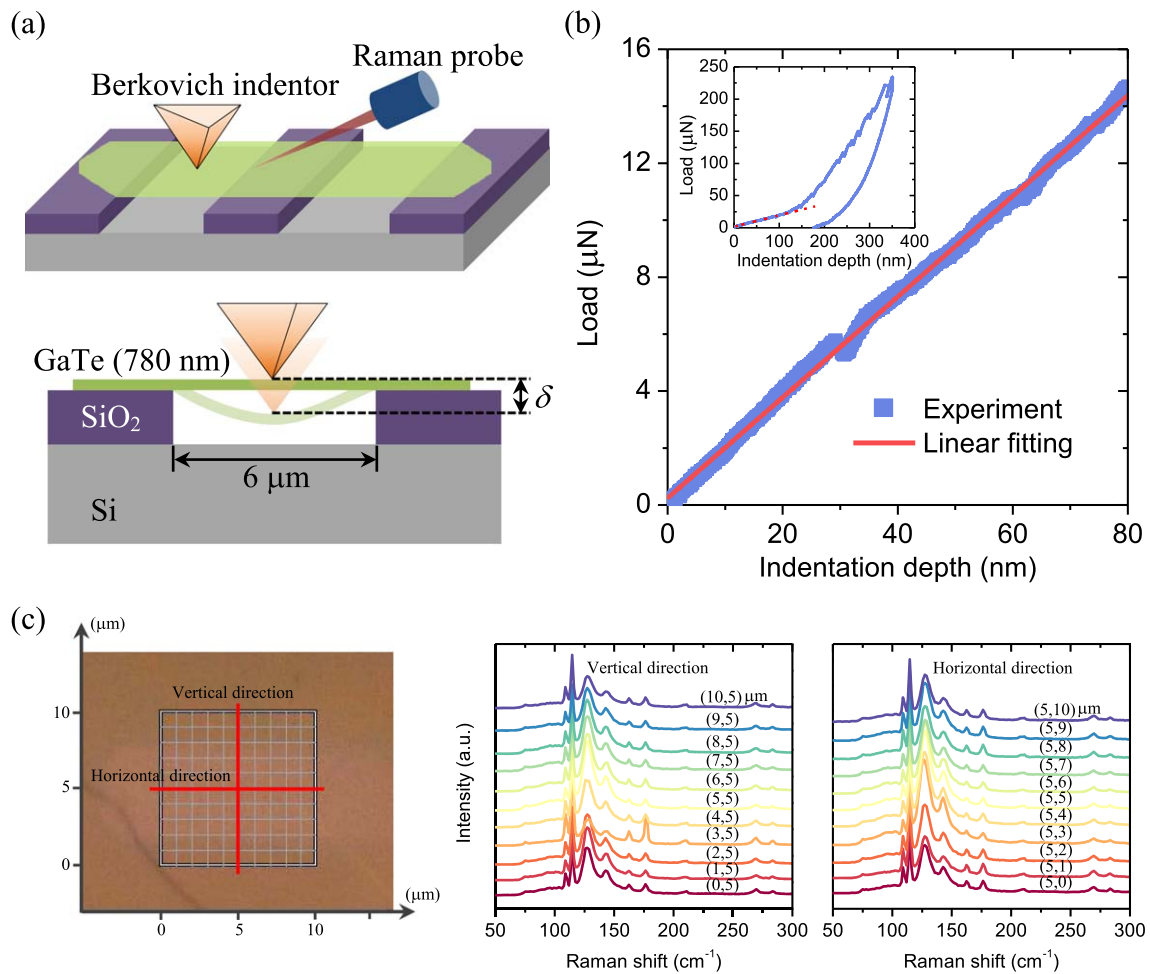 (a)
Raman probe
Berkovich indentor
GaTe (780 nm)
δ
SiO2
6 μm
Si
(b)
16
12
8
4
0
Load (μN)
0 20 40 60 80
Indentation depth (nm)
250
200
150
100
50
0
Load (μN)
0 100 200 300 400
Indentation depth (nm)
Experiment
Linear fitting
(c)
(μm)
Vertical direction
10
Horizontal direction
5
0
(μm)
0 5 10
Intensity (a.u.)
Vertical direction
(10,5) μm
(9,5)
(8,5)
(7,5)
(6,5)
(5,5)
(4,5)
(3,5)
(2,5)
(1,5)
(0,5)
50 100 150 200 250 300
Raman shift (cm-1)
Horizontal direction
(5,10) μm
(5,9)
(5,8)
(5,7)
(5,6)
(5,5)
(5,4)
(5,3)
(5,2)
(5,1)
(5,0)
50 100 150 200 250 300
Raman shift (cm-1)